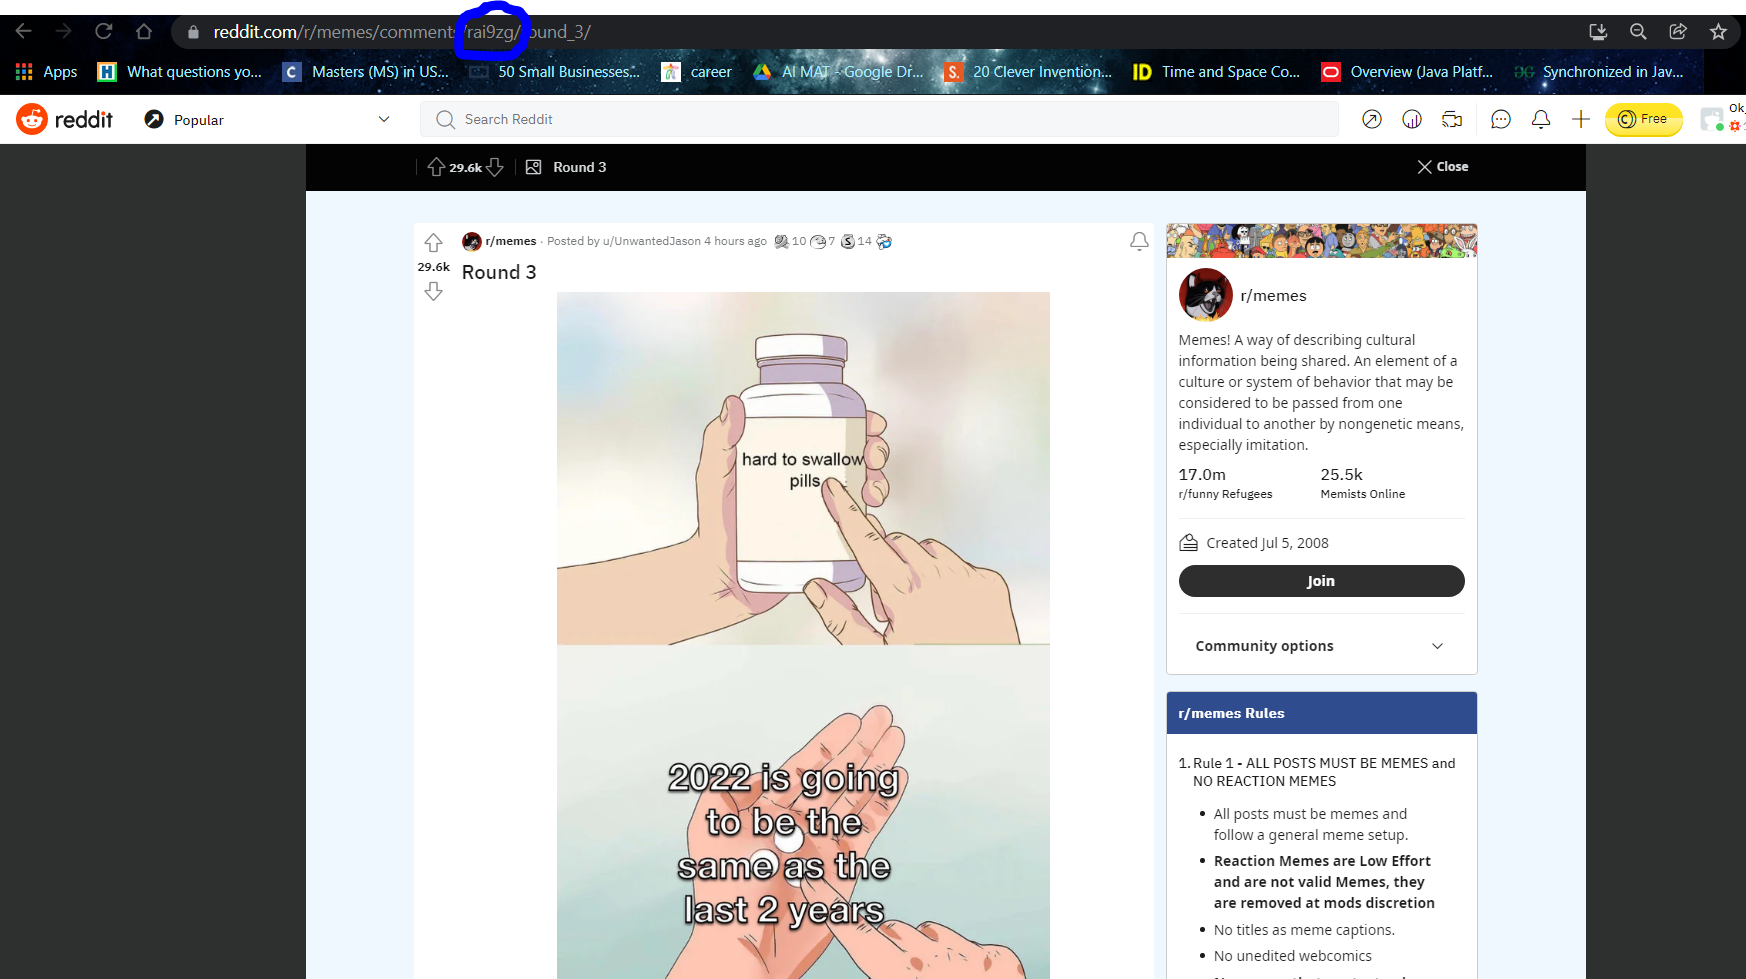 reddit.com/r/memes/comments/rai9zg/round_3/
Apps
What questions yo...
Masters (MS) in US...
50 Small Businesses...
career
AI MAT - Google Dr...
20 Clever Invention...
Time and Space Co...
Overview (Java Platf...
Synchronized in Jav...
reddit
Popular
Search Reddit
Free
Ok
29.6k
Round 3
Close
r/memes · Posted by u/UnwantedJason 4 hours ago 10 7 14
29.6k
Round 3
hard to swallow
pills
2022 is going
to be the
same as the
last 2 years
r/memes
Memes! A way of describing cultural
information being shared. An element of a
culture or system of behavior that may be
considered to be passed from one
individual to another by nongenetic means,
especially imitation.
17.0m 25.5k
r/funny Refugees Memists Online
Created Jul 5, 2008
Join
Community options
r/memes Rules
1. Rule 1 - ALL POSTS MUST BE MEMES and
NO REACTION MEMES
• All posts must be memes and
follow a general meme setup.
• Reaction Memes are Low Effort
and are not valid Memes, they
are removed at mods discretion
• No titles as meme captions.
• No unedited webcomics